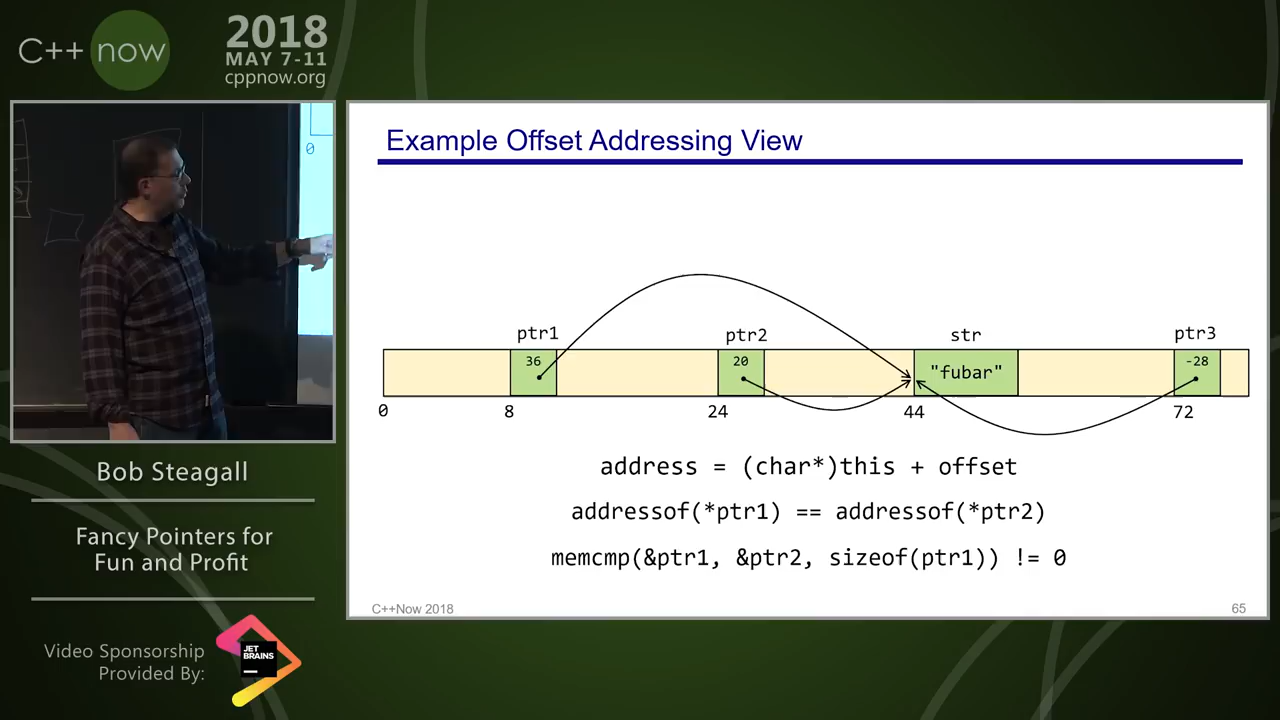 C++ now
2018
MAY 7-11
cppnow.org
0
Bob Steagall
Fancy Pointers for
Fun and Profit
Video Sponsorship
Provided By:
JET
BRAINS
Example Offset Addressing View
ptr1 ptr2 str ptr3
36 20 "fubar" -28
0 8 24 44 72
address = (char*)this + offset
addressof(*ptr1) == addressof(*ptr2)
memcmp(&ptr1, &ptr2, sizeof(ptr1)) != 0
C++Now 2018 65